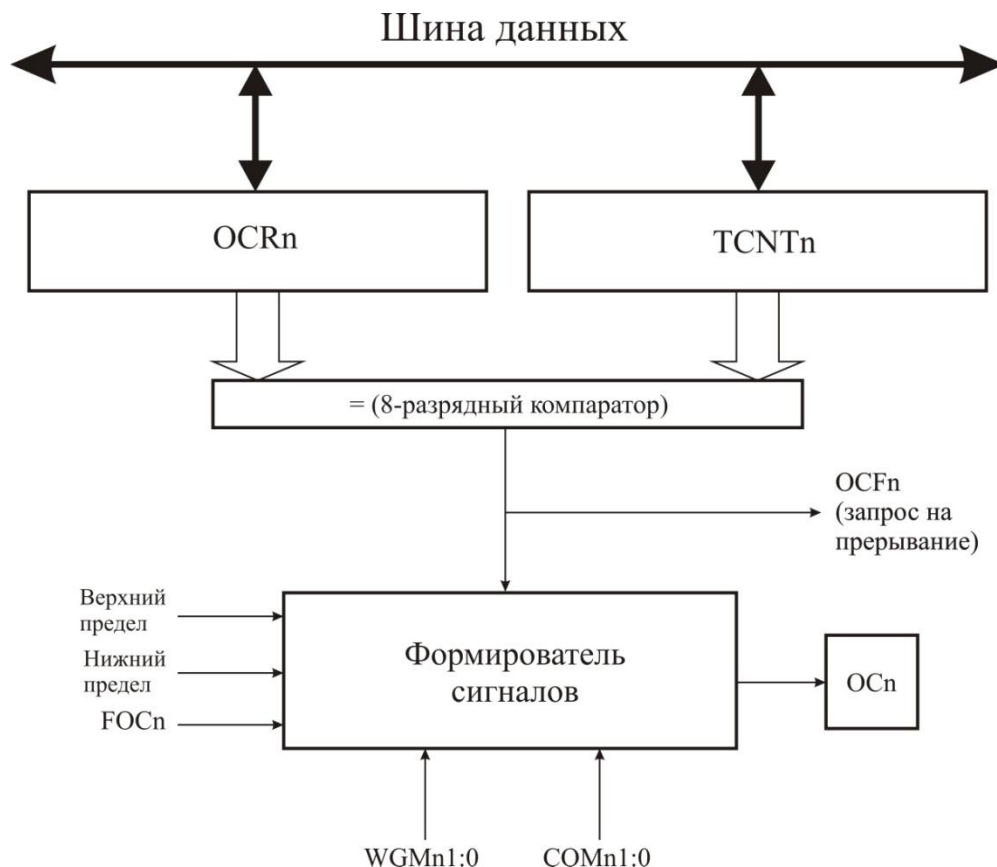 Шина данных
OCRn
TCNTn
= (8-разрядный компаратор)
OCFn
(запрос на
прерывание)
Верхний
предел
Нижний
предел
FOCn
Формирователь
сигналов
OCn
WGMn1:0
COMn1:0